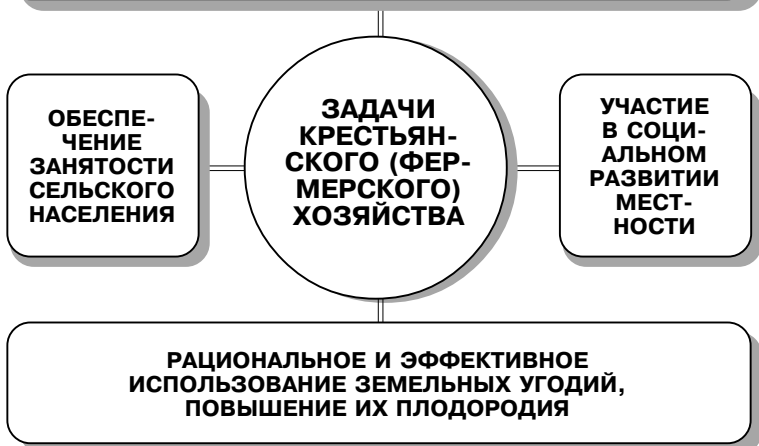 ОБЕСПЕ-
ЧЕНИЕ
ЗАНЯТОСТИ
СЕЛЬСКОГО
НАСЕЛЕНИЯ
ЗАДАЧИ
КРЕСТЬЯН-
СКОГО (ФЕР-
МЕРСКОГО)
ХОЗЯЙСТВА
УЧАСТИЕ
В СОЦИ-
АЛЬНОМ
РАЗВИТИИ
МЕСТ-
НОСТИ
РАЦИОНАЛЬНОЕ И ЭФФЕКТИВНОЕ
ИСПОЛЬЗОВАНИЕ ЗЕМЕЛЬНЫХ УГОДИЙ,
ПОВЫШЕНИЕ ИХ ПЛОДОРОДИЯ